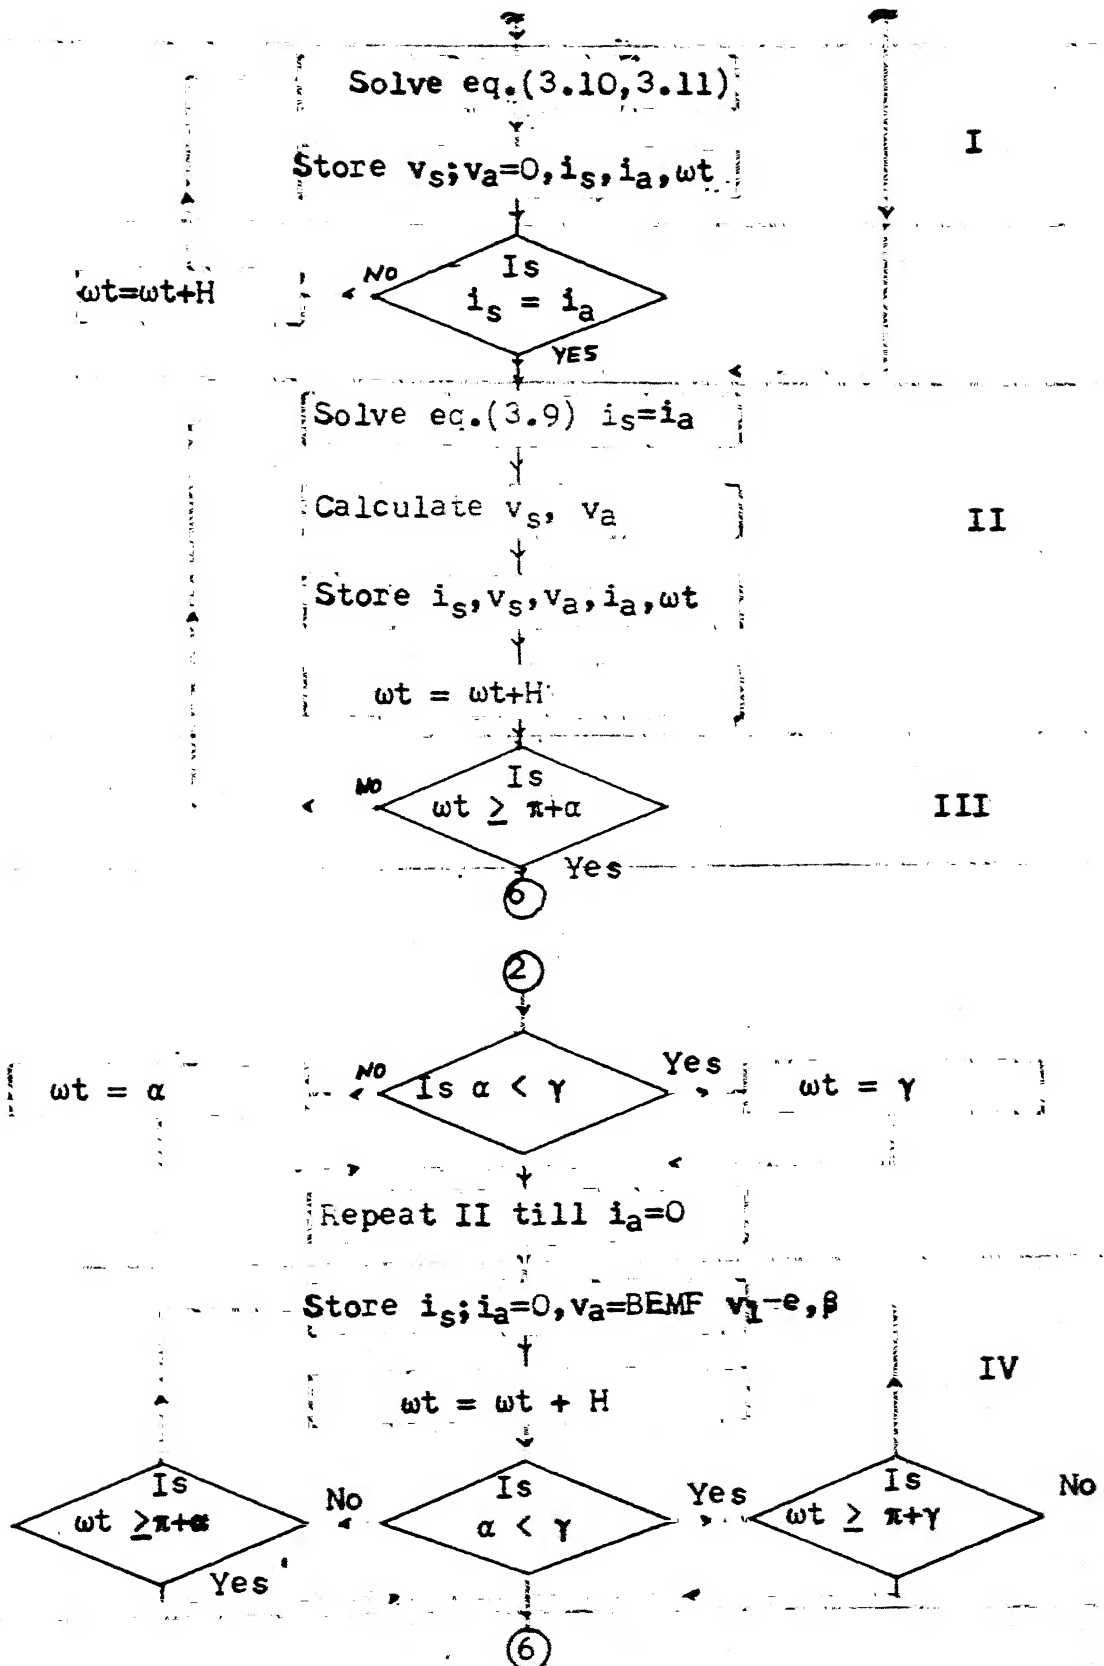 Solve eq.(3.10,3.11)
I
Store vs;va=0,is,ia,ωt
NO
Is
is = ia
ωt=ωt+H
YES
Solve eq.(3.9) is=ia
Calculate vs, va
II
Store is,vs,va,ia,ωt
ωt = ωt+H
NO
Is
ωt ≥ π+α
III
Yes
6
2
ωt = α
NO
Is α < γ
Yes
ωt = γ
Repeat II till ia=0
Store is;ia=0,va=BEMF v1-e,β
IV
ωt = ωt + H
Is
ωt ≥π+α
Yes
No
Is
α < γ
Yes
Is
ωt ≥ π+γ
No
6